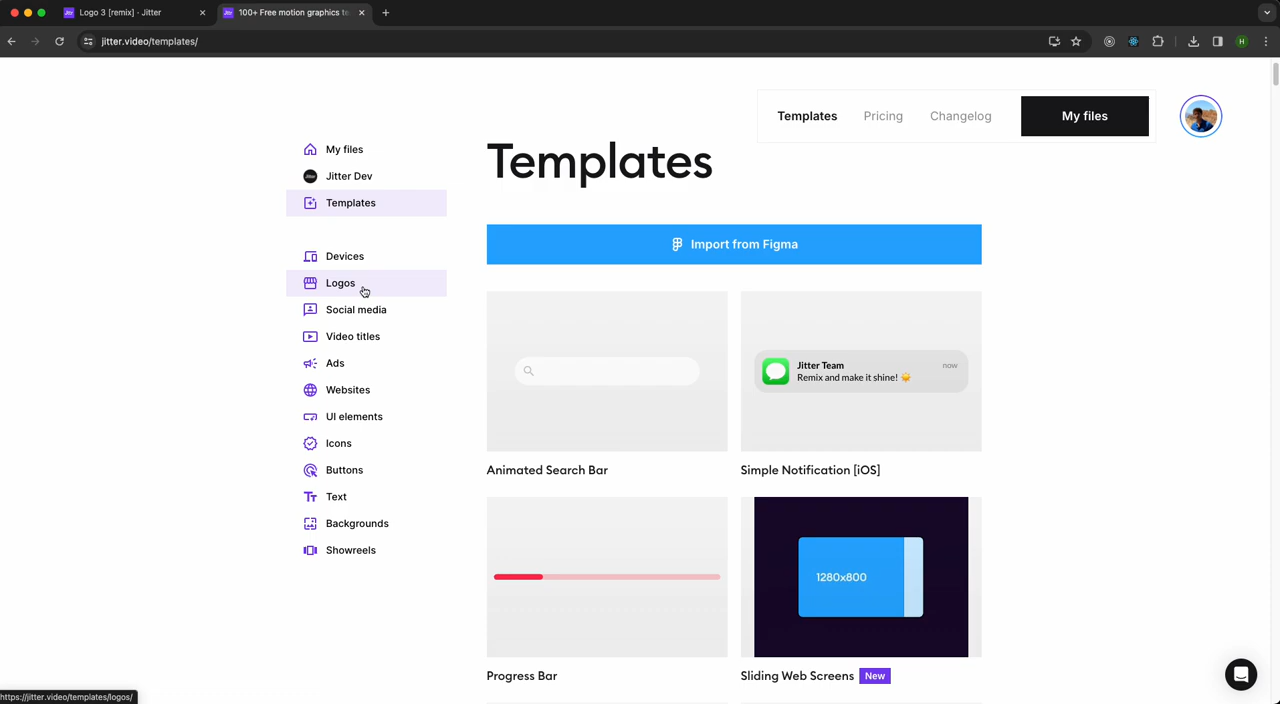 Logo 3 [remix] · Jitter
100+ Free motion graphics te
jitter.video/templates/
H
Templates
Pricing
Changelog
My files
My files
Jitter Dev
Templates
Devices
Logos
Social media
Video titles
Ads
Websites
UI elements
Icons
Buttons
Text
Backgrounds
Showreels
Templates
Import from Figma
Jitter Team
now
Remix and make it shine! 🌟
Animated Search Bar
Simple Notification [iOS]
1280x800
Progress Bar
Sliding Web Screens
New
https://jitter.video/templates/logos/